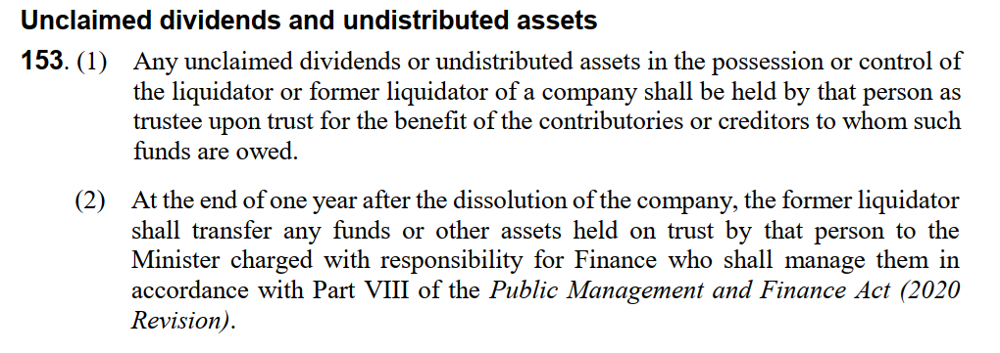 Unclaimed dividends and undistributed assets
153. (1) Any unclaimed dividends or undistributed assets in the possession or control of
the liquidator or former liquidator of a company shall be held by that person as
trustee upon trust for the benefit of the contributories or creditors to whom such
funds are owed.
(2) At the end of one year after the dissolution of the company, the former liquidator
shall transfer any funds or other assets held on trust by that person to the
Minister charged with responsibility for Finance who shall manage them in
accordance with Part VIII of the Public Management and Finance Act (2020
Revision).